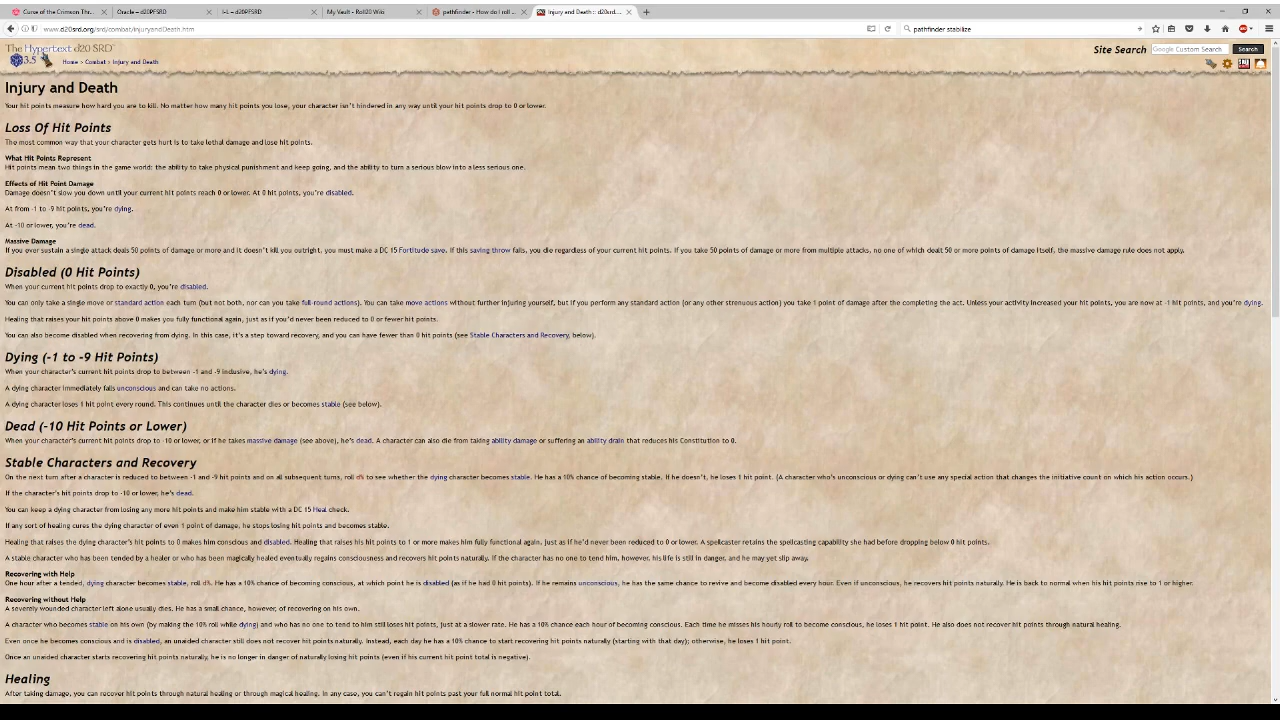 Curse of the Crimson Thr...
Oracle – d20PFSRD
I-L – d20PFSRD
My Vault - Roll20 Wiki
pathfinder - How do I roll ...
Injury and Death :: d20srd....
www.d20srd.org/srd/combat/injuryandDeath.htm
pathfinder stabilize
The Hypertext d20 SRD™
3.5
Home > Combat > Injury and Death
Site Search
Google Custom Search
Search
Injury and Death
Your hit points measure how hard you are to kill. No matter how many hit points you lose, your character isn't hindered in any way until your hit points drop to 0 or lower.
Loss Of Hit Points
The most common way that your character gets hurt is to take lethal damage and lose hit points.
What Hit Points Represent
Hit points mean two things in the game world: the ability to take physical punishment and keep going, and the ability to turn a serious blow into a less serious one.
Effects of Hit Point Damage
Damage doesn't slow you down until your current hit points reach 0 or lower. At 0 hit points, you're disabled.
At from -1 to -9 hit points, you're dying.
At -10 or lower, you're dead.
Massive Damage
If you ever sustain a single attack deals 50 points of damage or more and it doesn't kill you outright, you must make a DC 15 Fortitude save. If this saving throw fails, you die regardless of your current hit points. If you take 50 points of damage or more from multiple attacks, no one of which dealt 50 or more points of damage itself, the massive damage rule does not apply.
Disabled (0 Hit Points)
When your current hit points drop to exactly 0, you're disabled.
You can only take a single move or standard action each turn (but not both, nor can you take full-round actions). You can take move actions without further injuring yourself, but if you perform any standard action (or any other strenuous action) you take 1 point of damage after the completing the act. Unless your activity increased your hit points, you are now at -1 hit points, and you're dying.
Healing that raises your hit points above 0 makes you fully functional again, just as if you'd never been reduced to 0 or fewer hit points.
You can also become disabled when recovering from dying. In this case, it's a step toward recovery, and you can have fewer than 0 hit points (see Stable Characters and Recovery, below).
Dying (-1 to -9 Hit Points)
When your character's current hit points drop to between -1 and -9 inclusive, he's dying.
A dying character immediately falls unconscious and can take no actions.
A dying character loses 1 hit point every round. This continues until the character dies or becomes stable (see below).
Dead (-10 Hit Points or Lower)
When your character's current hit points drop to -10 or lower, or if he takes massive damage (see above), he's dead. A character can also die from taking ability damage or suffering an ability drain that reduces his Constitution to 0.
Stable Characters and Recovery
On the next turn after a character is reduced to between -1 and -9 hit points and on all subsequent turns, roll d% to see whether the dying character becomes stable. He has a 10% chance of becoming stable. If he doesn't, he loses 1 hit point. (A character who's unconscious or dying can't use any special action that changes the initiative count on which his action occurs.)
If the character's hit points drop to -10 or lower, he's dead.
You can keep a dying character from losing any more hit points and make him stable with a DC 15 Heal check.
If any sort of healing cures the dying character of even 1 point of damage, he stops losing hit points and becomes stable.
Healing that raises the dying character's hit points to 0 makes him conscious and disabled. Healing that raises his hit points to 1 or more makes him fully functional again, just as if he'd never been reduced to 0 or lower. A spellcaster retains the spellcasting capability she had before dropping below 0 hit points.
A stable character who has been tended by a healer or who has been magically healed eventually regains consciousness and recovers hit points naturally. If the character has no one to tend him, however, his life is still in danger, and he may yet slip away.
Recovering with Help
One hour after a tended, dying character becomes stable, roll d%. He has a 10% chance of becoming conscious, at which point he is disabled (as if he had 0 hit points). If he remains unconscious, he has the same chance to revive and become disabled every hour. Even if unconscious, he recovers hit points naturally. He is back to normal when his hit points rise to 1 or higher.
Recovering without Help
A severely wounded character left alone usually dies. He has a small chance, however, of recovering on his own.
A character who becomes stable on his own (by making the 10% roll while dying) and who has no one to tend to him still loses hit points, just at a slower rate. He has a 10% chance each hour of becoming conscious. Each time he misses his hourly roll to become conscious, he loses 1 hit point. He also does not recover hit points through natural healing.
Even once he becomes conscious and is disabled, an unaided character still does not recover hit points naturally. Instead, each day he has a 10% chance to start recovering hit points naturally (starting with that day); otherwise, he loses 1 hit point.
Once an unaided character starts recovering hit points naturally, he is no longer in danger of naturally losing hit points (even if his current hit point total is negative).
Healing
After taking damage, you can recover hit points through natural healing or through magical healing. In any case, you can't regain hit points past your full normal hit point total.